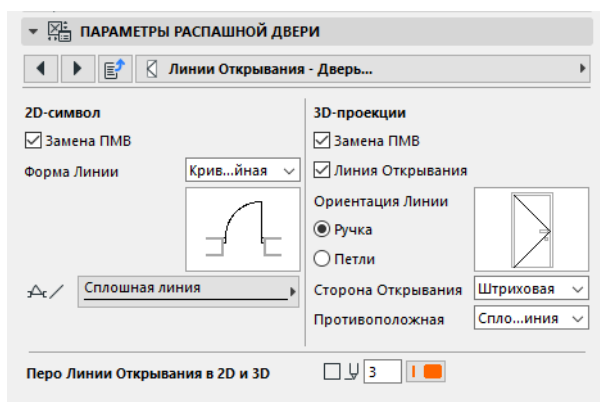 ПАРАМЕТРЫ РАСПАШНОЙ ДВЕРИ
Линии Открывания - Дверь...
2D-символ
Замена ПМВ
Форма Линии
Крив...йная
Сплошная линия
3D-проекции
Замена ПМВ
Линия Открывания
Ориентация Линии
Ручка
Петли
Сторона Открывания
Штриховая
Противоположная
Спло...иния
Перо Линии Открывания в 2D и 3D
3